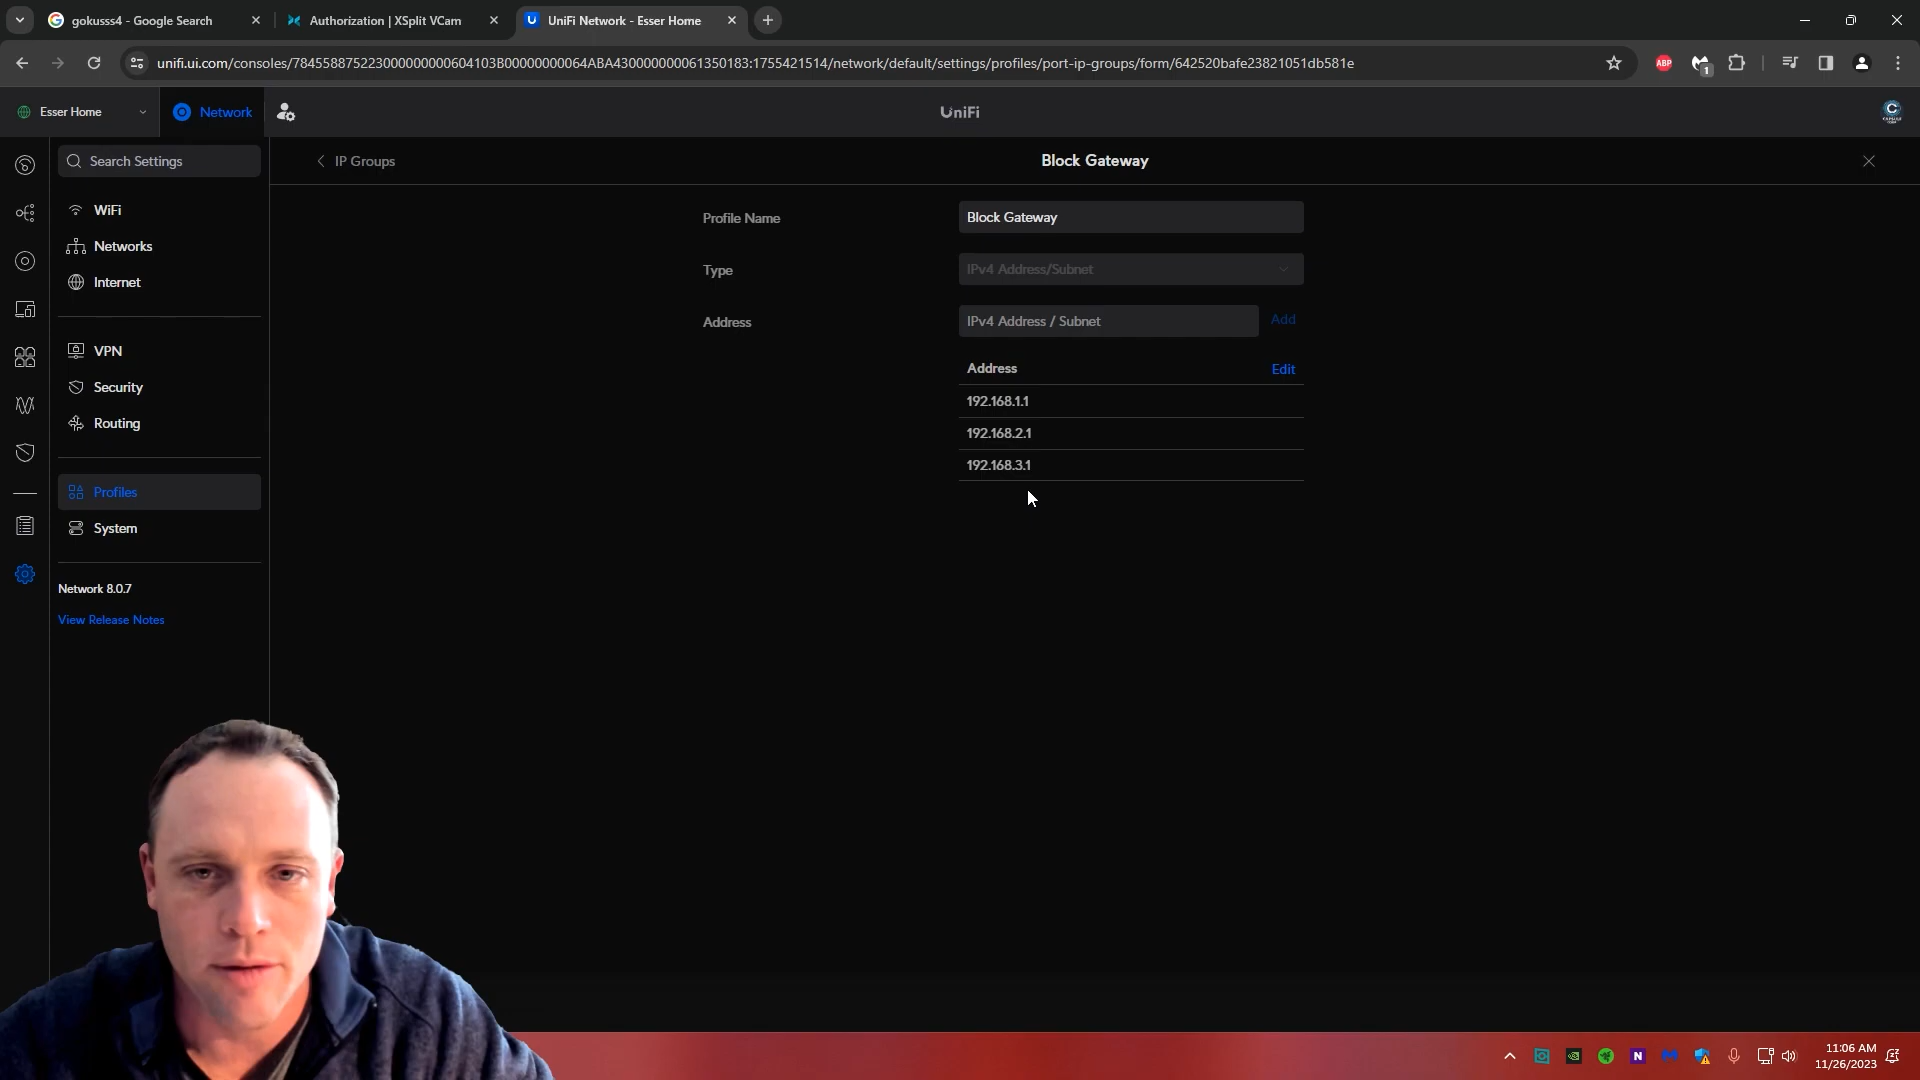 gokusss4 - Google Search
Authorization | XSplit VCam
UniFi Network - Esser Home
unifi.ui.com/consoles/7845588752230000000000604103B00000000064ABA430000000061350183:1755421514/network/default/settings/profiles/port-ip-groups/form/642520bafe23821051db581e
ABP
1
Esser Home
Network
UniFi
Search Settings
IP Groups
Block Gateway
WiFi
Networks
Internet
VPN
Security
Routing
Profiles
System
Network 8.0.7
View Release Notes
Profile Name
Block Gateway
Type
IPv4 Address/Subnet
Address
IPv4 Address / Subnet
Add
Address
Edit
192.168.1.1
192.168.2.1
192.168.3.1
11:06 AM
11/26/2023